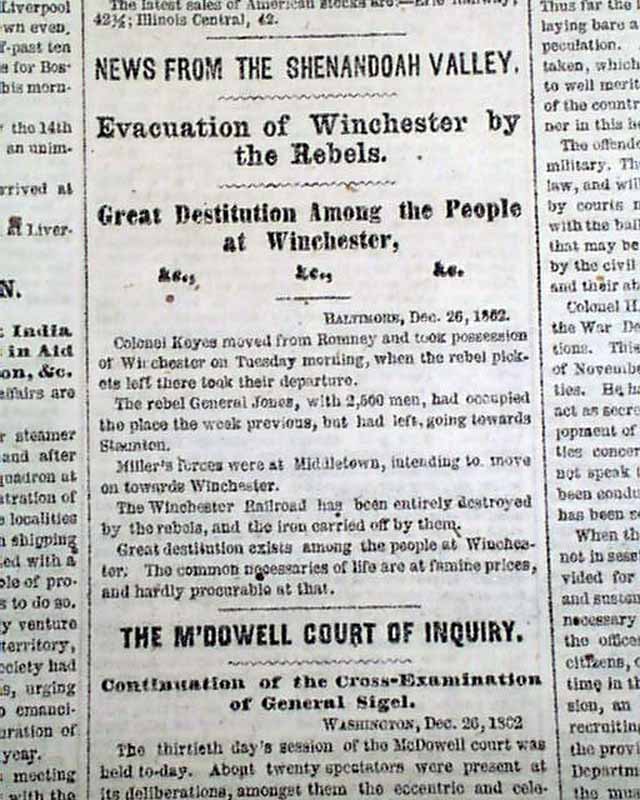 Liverpool
wn even.
f-past ten
s for Bos-
his morn-
r the 14th
an unim-
rrived at
at Liver-
N.
India
in Aid
on, &c.
ffairs are
r steamer
and after
quadron at
tration of
e localities
n shipping
ed with a
ple of pro-
s to do so.
y venture
territory,
ociety had
s, urging
o emanci-
uration of
year.
meeting
with the
The latest sales of American stocks are:—Erie Railway,
42½; Illinois Central, 42.
NEWS FROM THE SHENANDOAH VALLEY.
Evacuation of Winchester by
the Rebels.
Great Destitution Among the People
at Winchester,
&c., &c., &c.
BALTIMORE, Dec. 26, 1862.
Colonel Keyes moved from Romney and took possession
of Winchester on Tuesday morning, when the rebel pick-
ets left there took their departure.
The rebel General Jones, with 2,500 men, had occupied
the place the week previous, but had left, going towards
Staunton.
Miller's forces were at Middletown, intending to move
on towards Winchester.
The Winchester Railroad has been entirely destroyed
by the rebels, and the iron carried off by them.
Great destitution exists among the people at Winches-
ter. The common necessaries of life are at famine prices,
and hardly procurable at that.
THE M'DOWELL COURT OF INQUIRY.
Continuation of the Cross-Examination
of General Sigel.
WASHINGTON, Dec. 26, 1862
The thirtieth day's session of the McDowell court was
held to-day. About twenty spectators were present at
its deliberations, amongst them the eccentric and cele-
Thus far the
laying bare a
peculation.
taken, which
to well merit
of the countr
ner in this he
The offende
military. Th
law, and wil
by courts m
with the bal
that may be
by the civil
and their ab
Colonel H
the War De
tions. This
of Novembe
ties. He ha
act as secre
jopment of
ties concer
not speak
been condu
has been s
When th
not in sess
vided for
and susten
necessary
the offices
citizens,
time in th
sion, an
recruiting
the provi
Departm
the mus